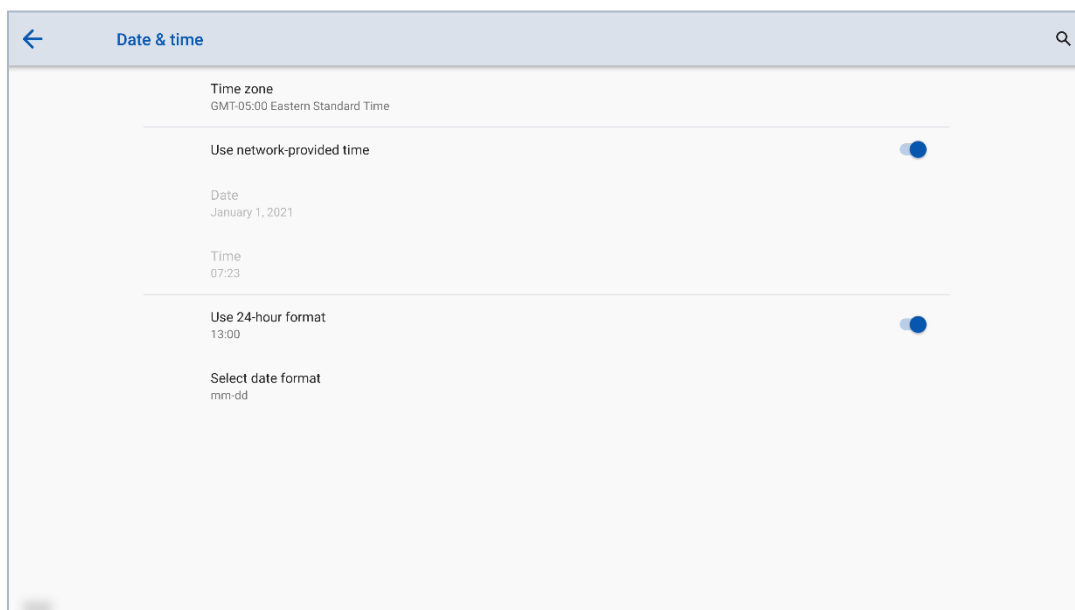 Date & time
Time zone
GMT-05:00 Eastern Standard Time
Use network-provided time
Date
January 1, 2021
Time
07:23
Use 24-hour format
13:00
Select date format
mm-dd